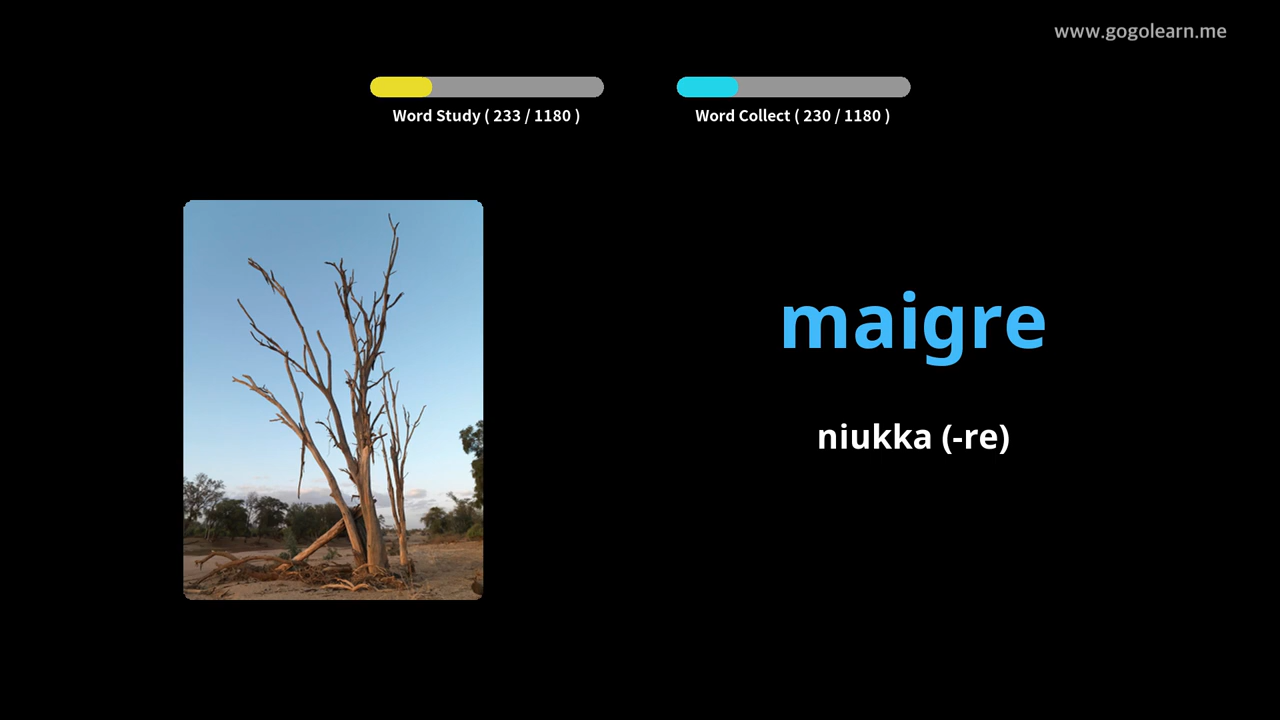 www.gogolearn.me
Word Study ( 233 / 1180 )
Word Collect ( 230 / 1180 )
maigre
niukka (-re)